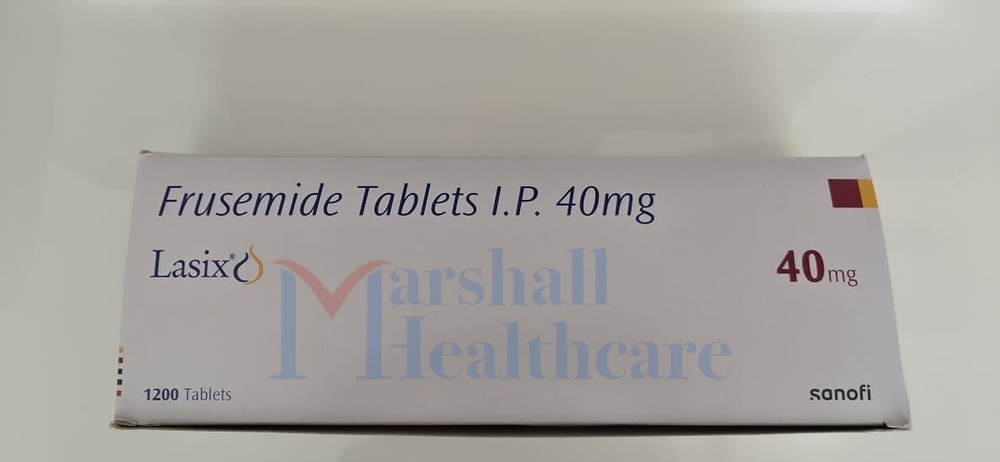 Frusemide Tablets I.P. 40mg
Lasix®
40mg
Marshall
Healthcare
1200 Tablets
sanofi